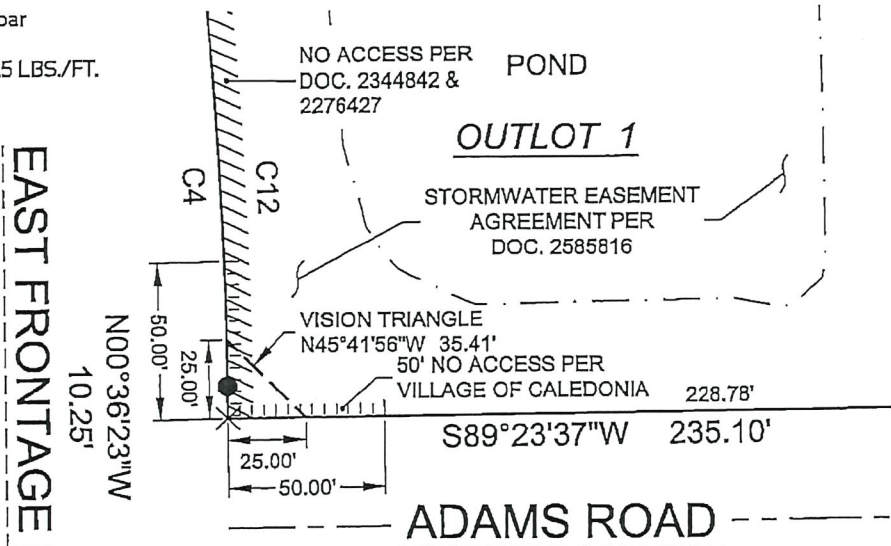 bar
5 LBS./FT.
NO ACCESS PER
DOC. 2344842 &
2276427
POND
OUTLOT 1
STORMWATER EASEMENT
AGREEMENT PER
DOC. 2585816
C4
C12
EAST FRONTAGE
N00°36'23"W
10.25'
50.00'
25.00'
VISION TRIANGLE
N45°41'56"W 35.41'
50' NO ACCESS PER
VILLAGE OF CALEDONIA
228.78'
S89°23'37"W 235.10'
25.00'
50.00'
ADAMS ROAD